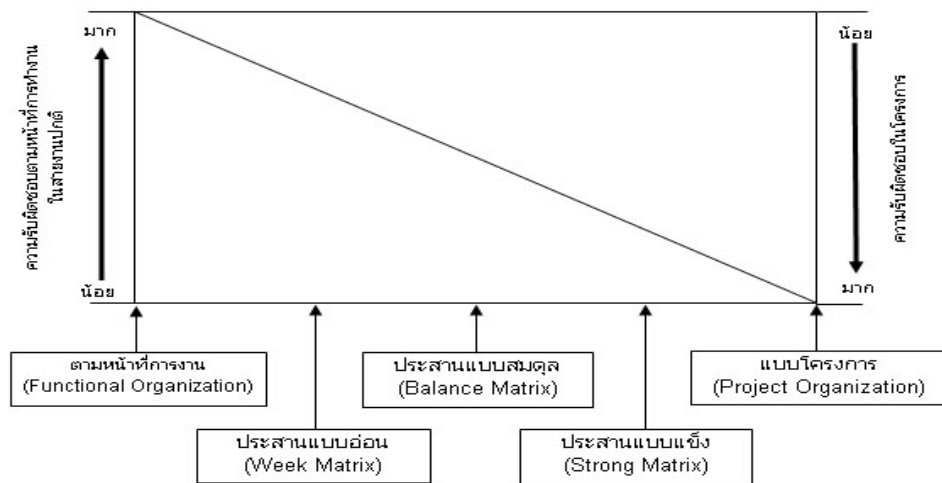 มาก
น้อย
ความรับผิดชอบตามหน้าที่การทำงาน
ในสายงานปกติ
ความรับผิดชอบในโครงการ
น้อย
มาก
ตามหน้าที่การงาน
(Functional Organization)
ประสานแบบสมดุล
(Balance Matrix)
แบบโครงการ
(Project Organization)
ประสานแบบอ่อน
(Week Matrix)
ประสานแบบแข็ง
(Strong Matrix)